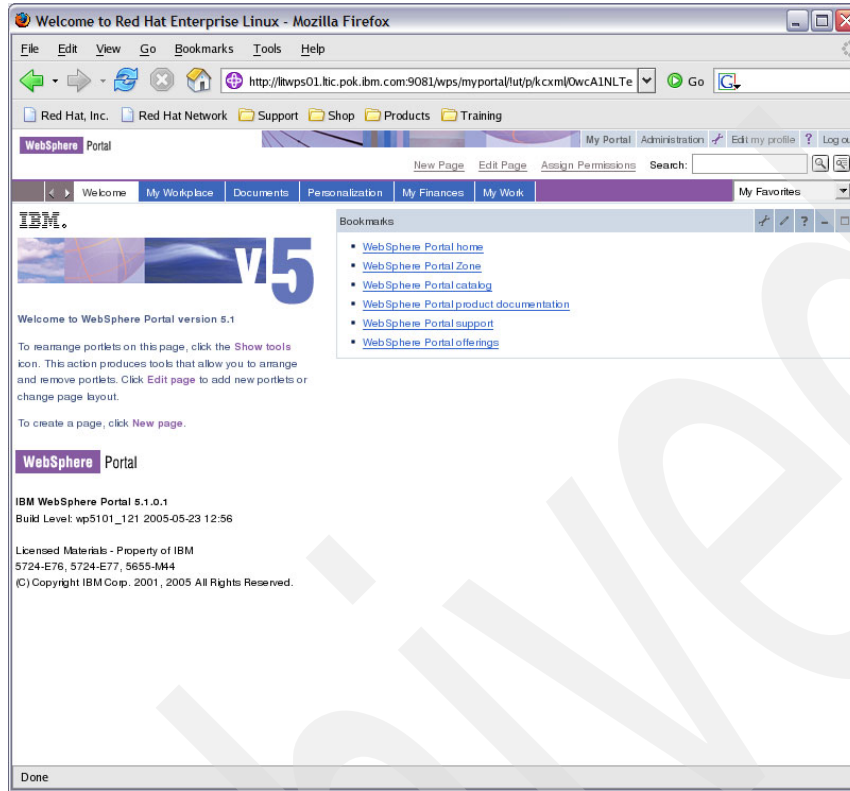 Welcome to Red Hat Enterprise Linux - Mozilla Firefox
File Edit View Go Bookmarks Tools Help
http://litwps01.ltic.pok.ibm.com:9081/wps/myportal/!ut/p/kcxml/0wcA1NLTe Go G
Red Hat, Inc. Red Hat Network Support Shop Products Training
WebSphere Portal My Portal Administration Edit my profile ? Log ou
New Page Edit Page Assign Permissions Search:
Welcome My Workplace Documents Personalization My Finances My Work My Favorites
IBM.
v5
Welcome to WebSphere Portal version 5.1
To rearrange portlets on this page, click the Show tools
icon. This action produces tools that allow you to arrange
and remove portlets. Click Edit page to add new portlets or
change page layout.
To create a page, click New page.
WebSphere Portal
IBM WebSphere Portal 5.1.0.1
Build Level: wp5101_121 2005-05-23 12:56
Licensed Materials - Property of IBM
5724-E76, 5724-E77, 5655-M44
(C) Copyright IBM Corp. 2001, 2005 All Rights Reserved.
Bookmarks ?
WebSphere Portal home
WebSphere Portal Zone
WebSphere Portal catalog
WebSphere Portal product documentation
WebSphere Portal support
WebSphere Portal offerings
Done